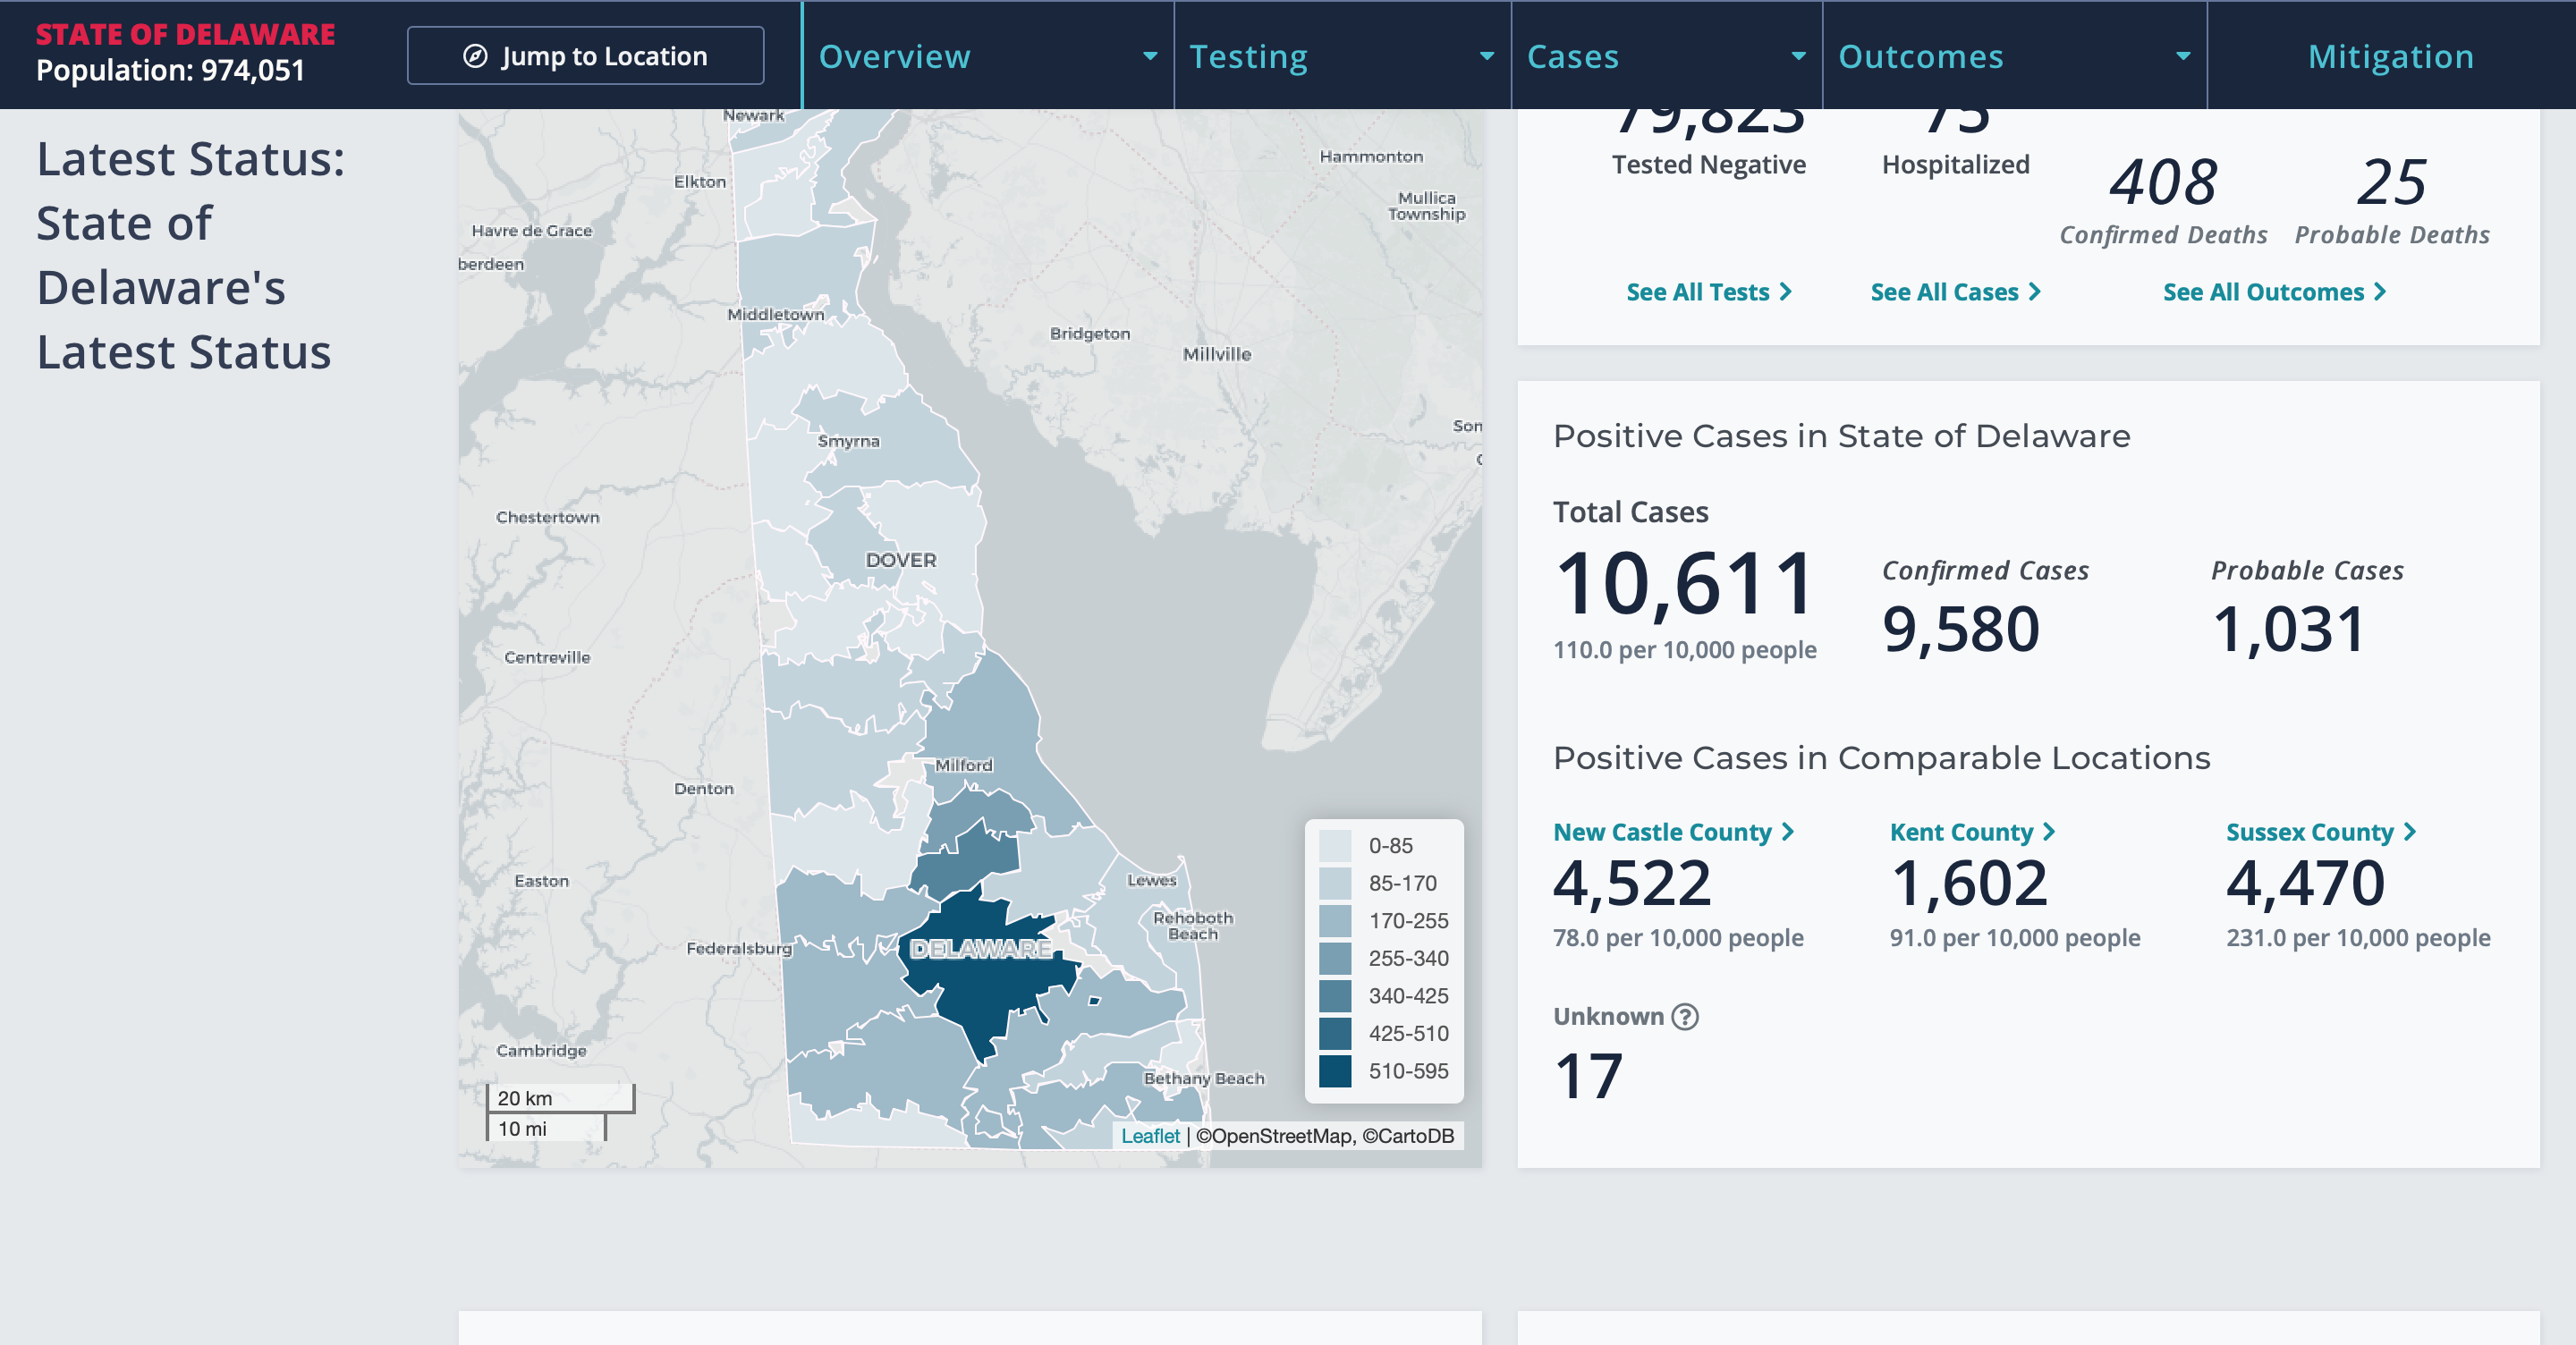 STATE OF DELAWARE
Population: 974,051
Jump to Location
Overview
Testing
Cases
Outcomes
Mitigation
Latest Status:
State of
Delaware's
Latest Status
Newark
Elkton
Havre de Grace
berdeen
Middletown
Hammonton
Mullica
Township
Bridgeton
Millville
Som
Smyrna
Chestertown
DOVER
Centreville
Milford
Denton
Easton
Lewes
Rehoboth
Beach
Federalsburg
DELAWARE
Cambridge
Bethany Beach
20 km
10 mi
0-85
85-170
170-255
255-340
340-425
425-510
510-595
Leaflet | ©OpenStreetMap, ©CartoDB
79,823
Tested Negative
75
Hospitalized
408
Confirmed Deaths
25
Probable Deaths
See All Tests
See All Cases
See All Outcomes
Positive Cases in State of Delaware
Total Cases
10,611
110.0 per 10,000 people
Confirmed Cases
9,580
Probable Cases
1,031
Positive Cases in Comparable Locations
New Castle County
4,522
78.0 per 10,000 people
Kent County
1,602
91.0 per 10,000 people
Sussex County
4,470
231.0 per 10,000 people
Unknown ?
17